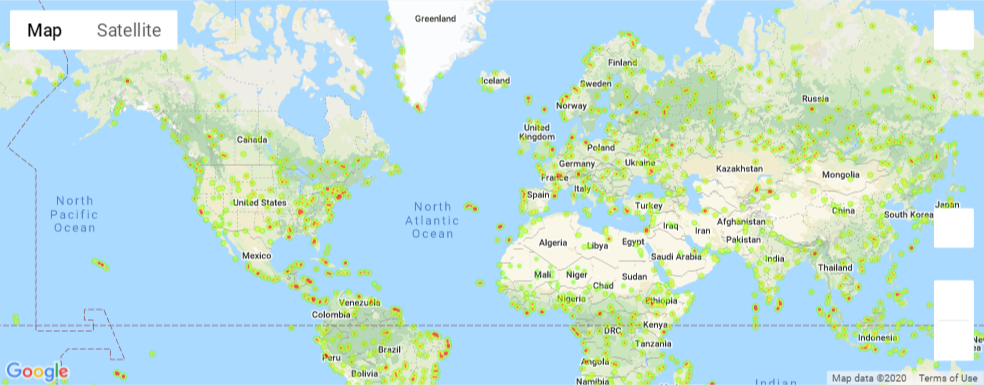 Map Satellite
Greenland
Iceland
Finland
Sweden
Norway
Russia
Canada
United
Kingdom
Poland
Germany
Ukraine
France
Kazakhstan
Mongolia
Italy
Spain
United States
North
Pacific
Ocean
North
Atlantic
Ocean
Turkey
China
Japan
South Korea
Afghanistan
Iraq
Iran
Pakistan
Algeria
Libya
Egypt
Mexico
Saudi Arabia
India
Thailand
Mali
Niger
Sudan
Chad
Venezuela
Nigeria
Ethiopia
Colombia
DRC
Kenya
Indonesia
Tanzania
Brazil
Peru
Angola
Bolivia
Namibia
Indian
Google
Map data ©2020 Terms of Use